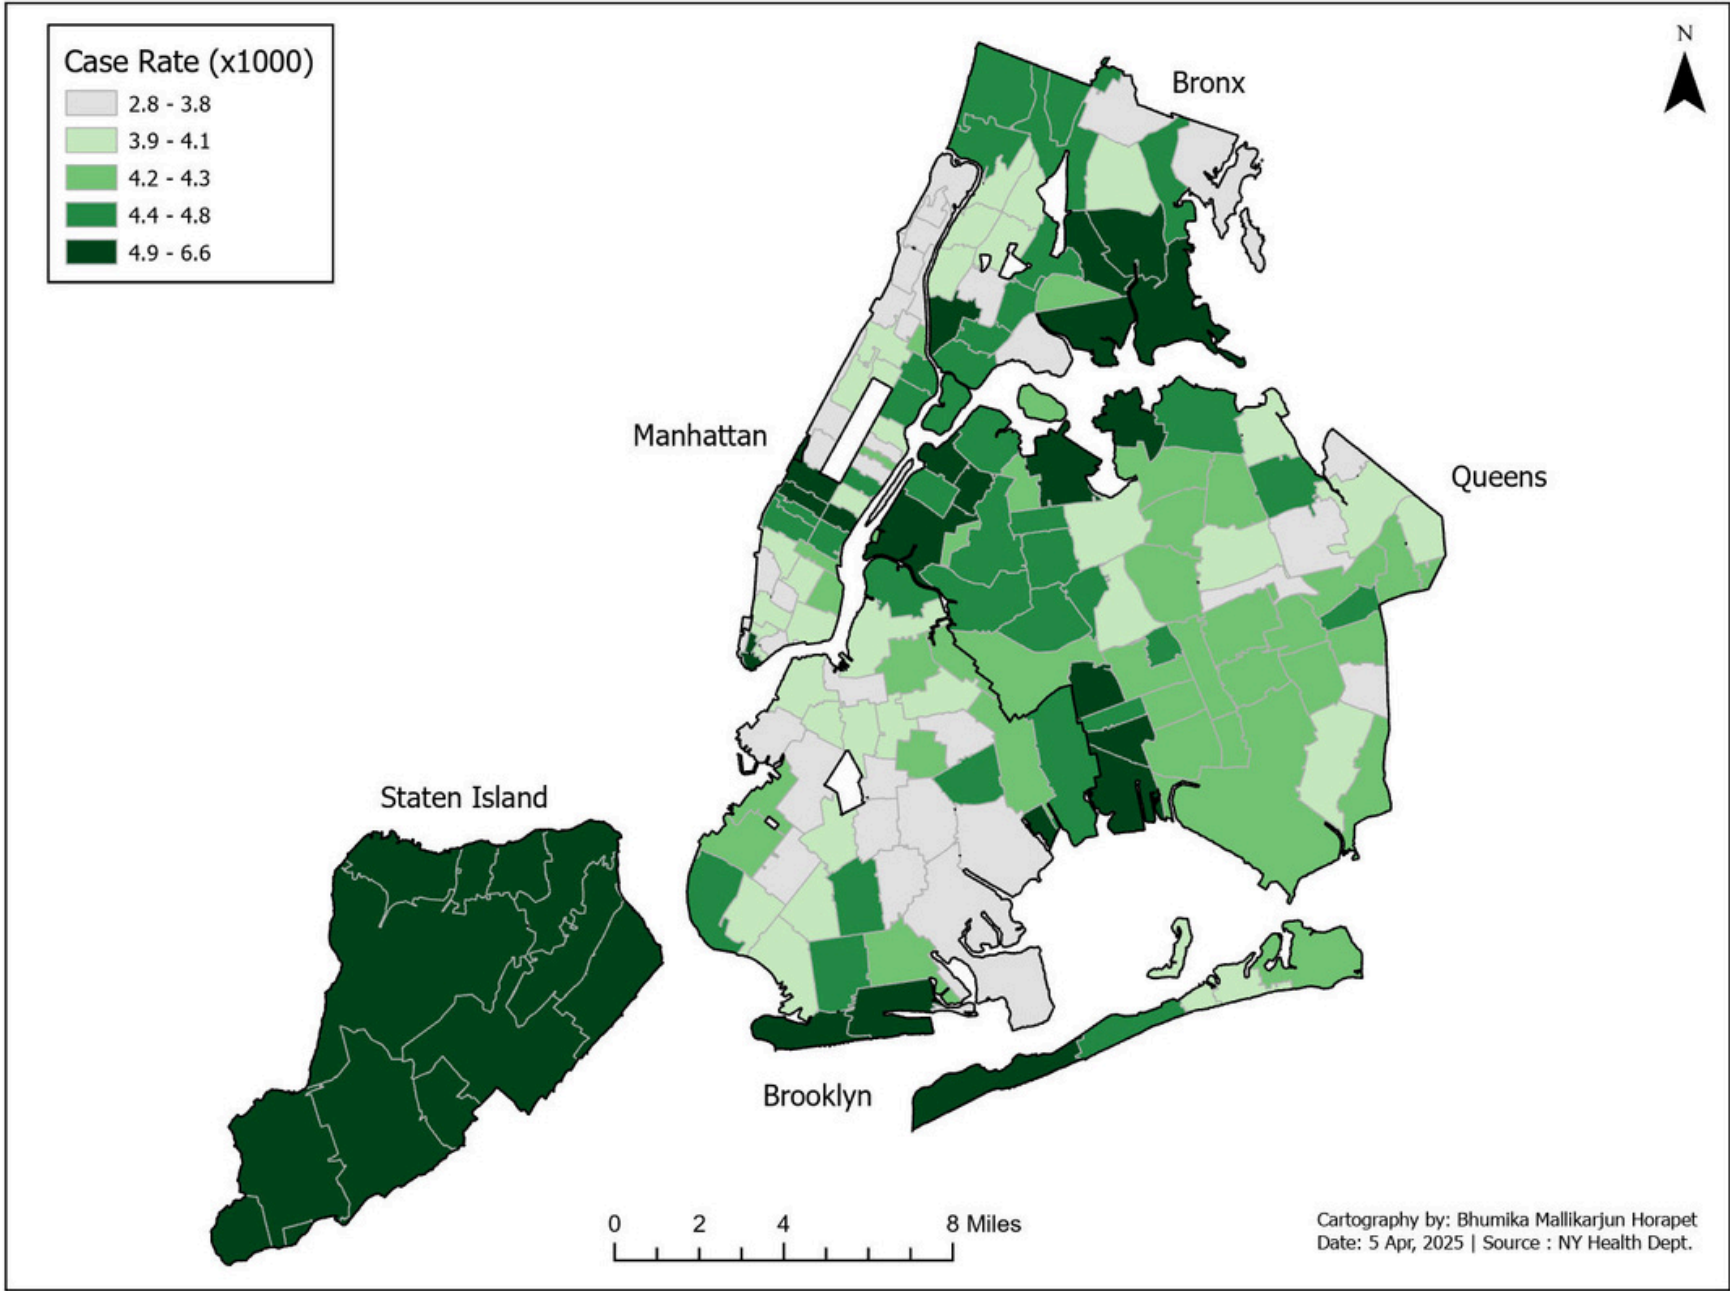 Case Rate (x1000)
2.8 - 3.8
3.9 - 4.1
4.2 - 4.3
4.4 - 4.8
4.9 - 6.6
N
Bronx
Manhattan
Queens
Staten Island
Brooklyn
0 2 4 8 Miles
Cartography by: Bhumika Mallikarjun Horapet
Date: 5 Apr, 2025 | Source : NY Health Dept.